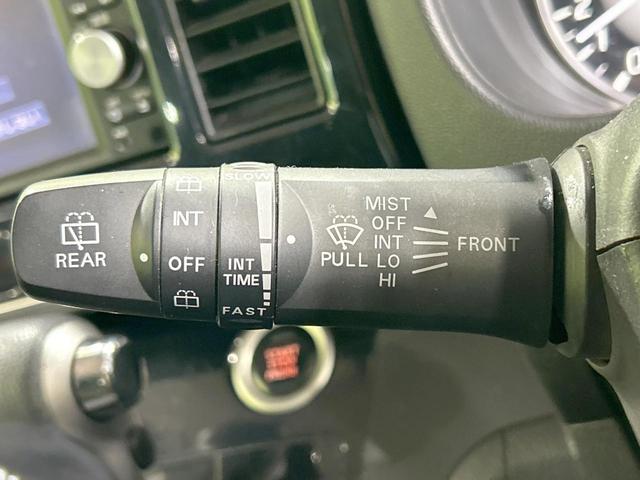 REAR
INT
OFF
SLOW
INT
TIME
FAST
PULL
MIST
OFF
INT
LO
HI
FRONT